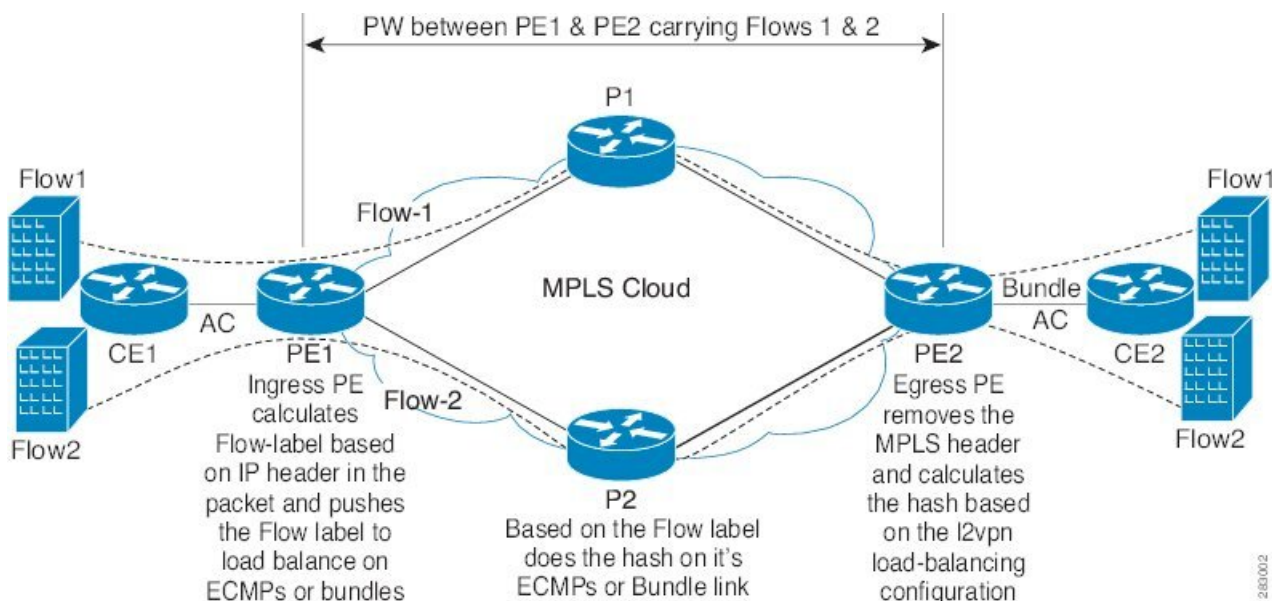 PW between PE1 & PE2 carrying Flows 1 & 2
P1
Flow1
Flow1
Flow-1
MPLS Cloud
Bundle
AC
AC
CE1
PE1
PE2
CE2
Flow-2
Flow2
Flow2
Ingress PE
calculates
Flow-label based
on IP header in the
packet and pushes
the Flow label to
load balance on
ECMPs or bundles
P2
Based on the Flow label
does the hash on it's
ECMPs or Bundle link
Egress PE
removes the
MPLS header
and calculates
the hash based
on the l2vpn
load-balancing
configuration
283002